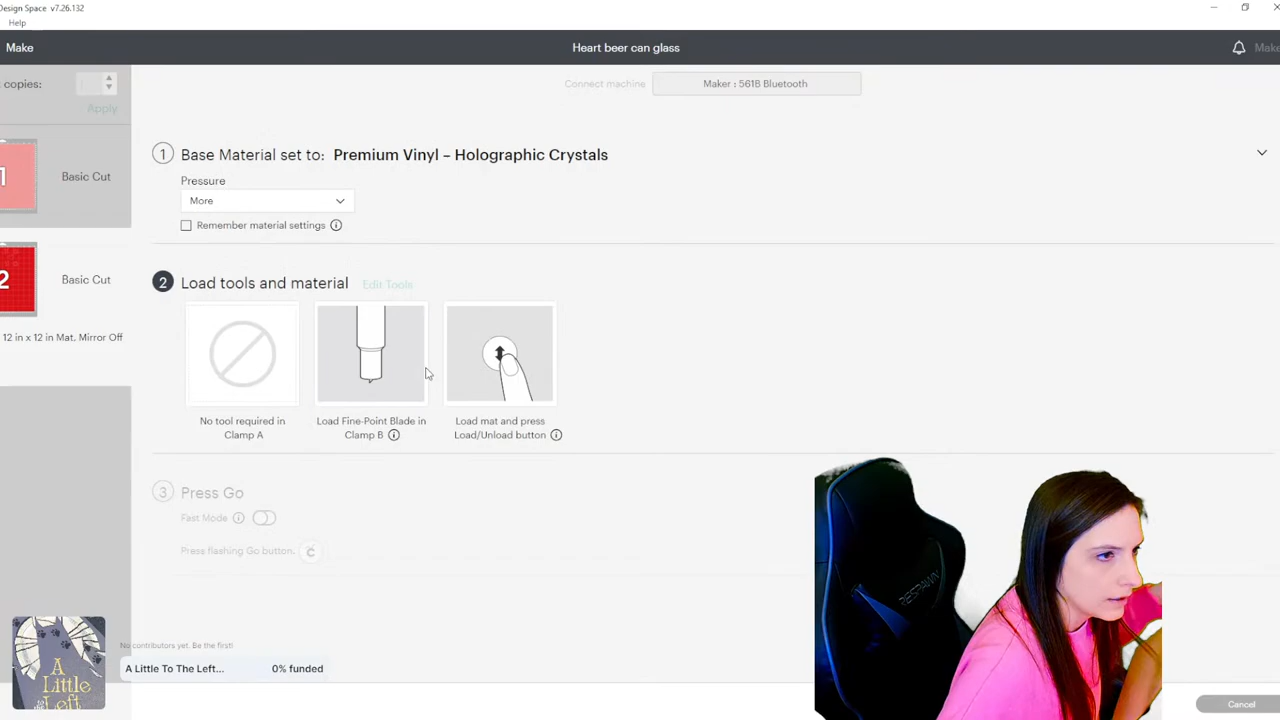 Design Space v7.26.132
Help
Make
Heart beer can glass
copies:
Apply
Connect machine
Maker : 561B Bluetooth
1
Base Material set to: Premium Vinyl – Holographic Crystals
Pressure
More
Remember material settings
1
Basic Cut
2
Basic Cut
12 in x 12 in Mat, Mirror Off
2
Load tools and material
Edit Tools
No tool required in
Clamp A
Load Fine-Point Blade in
Clamp B
Load mat and press
Load/Unload button
3
Press Go
Fast Mode
Press flashing Go button.
RESPAWN
No contributors yet. Be the first!
A Little To The Left...
0% funded
A
Little
Left
Cancel